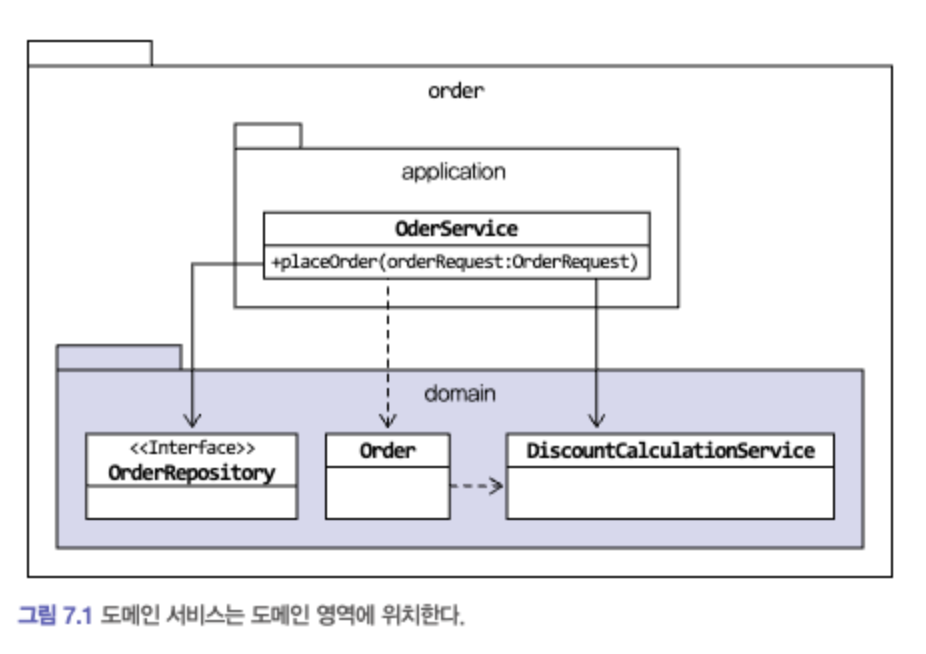 order
application
OderService
+placeOrder(orderRequest:OrderRequest)
domain
<<Interface>>
OrderRepository
Order
DiscountCalculationService
그림 7.1 도메인 서비스는 도메인 영역에 위치한다.